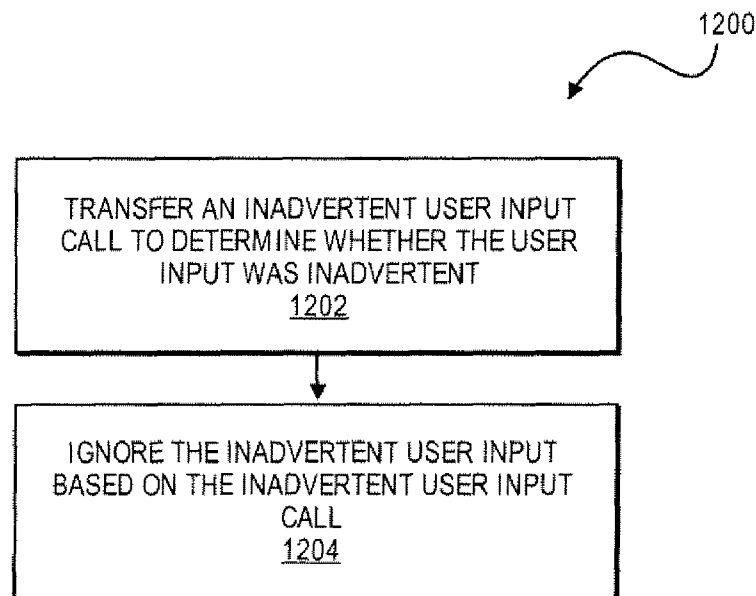 1200
TRANSFER AN INADVERTENT USER INPUT
CALL TO DETERMINE WHETHER THE USER
INPUT WAS INADVERTENT
1202
IGNORE THE INADVERTENT USER INPUT
BASED ON THE INADVERTENT USER INPUT
CALL
1204